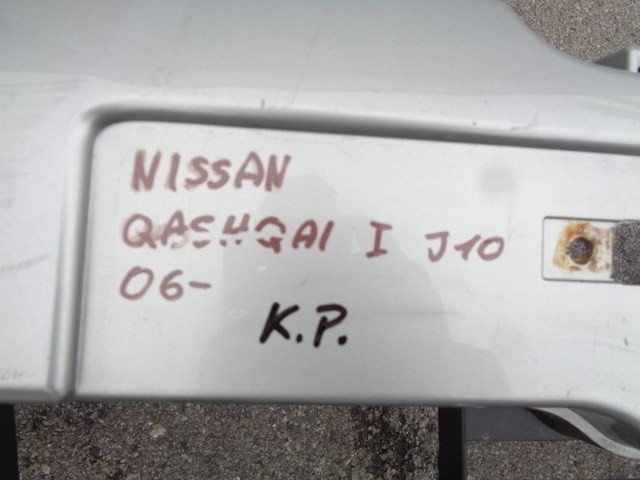 NISSAN
QASHQAI I J10
06-
K.P.